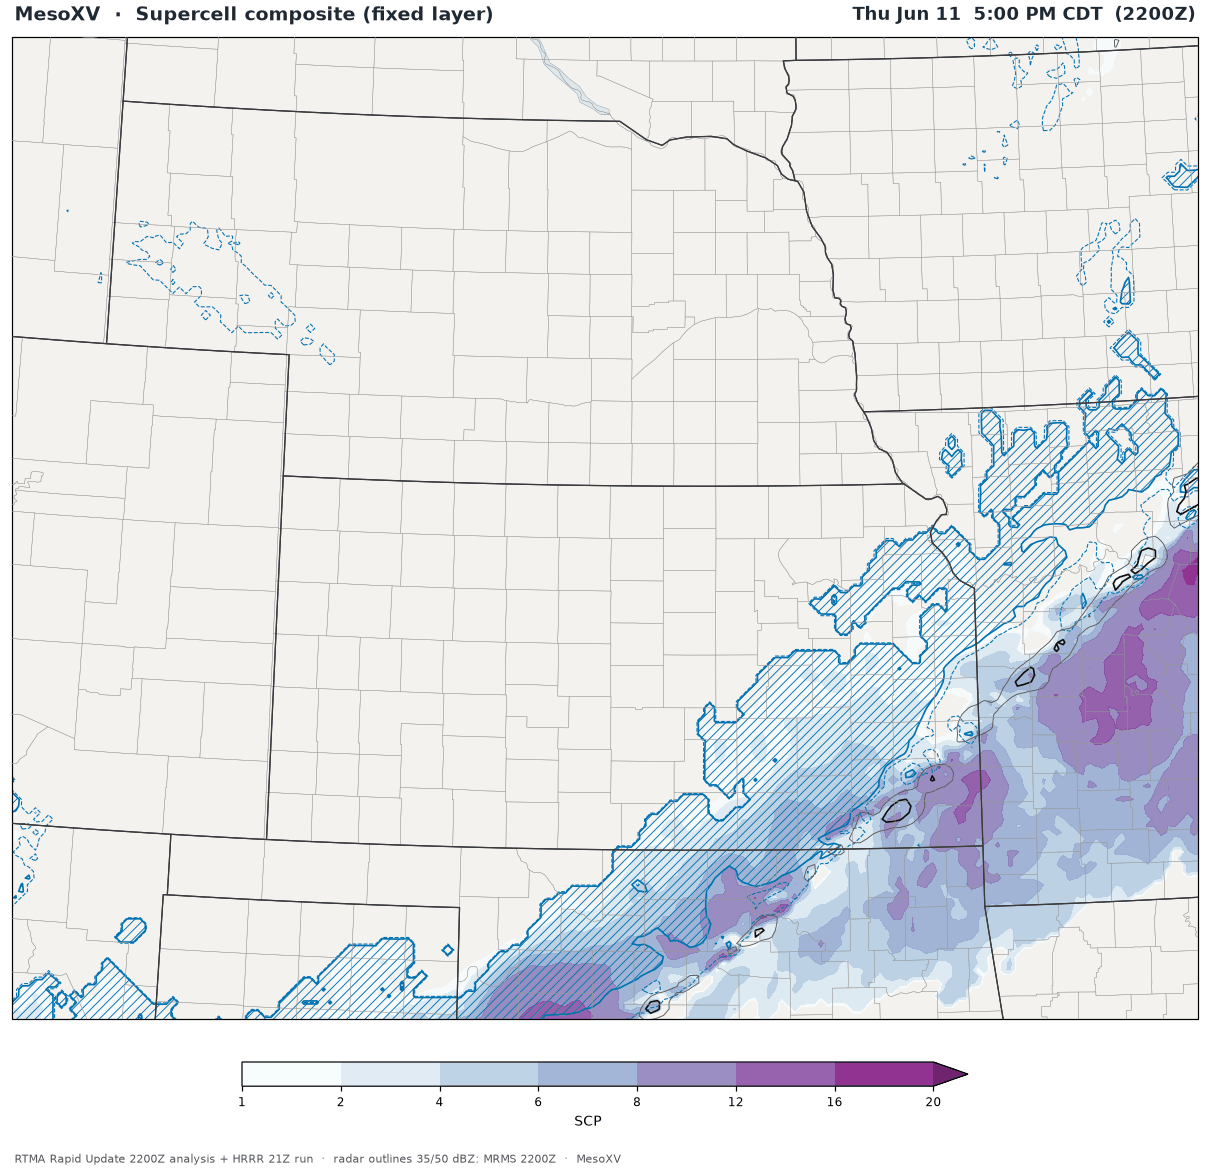 MesoXV · Supercell composite (fixed layer)
Thu Jun 11 5:00 PM CDT (2200Z)
1 2 4 6 8 12 16 20
SCP
RTMA Rapid Update 2200Z analysis + HRRR 21Z run · radar outlines 35/50 dBZ: MRMS 2200Z · MesoXV